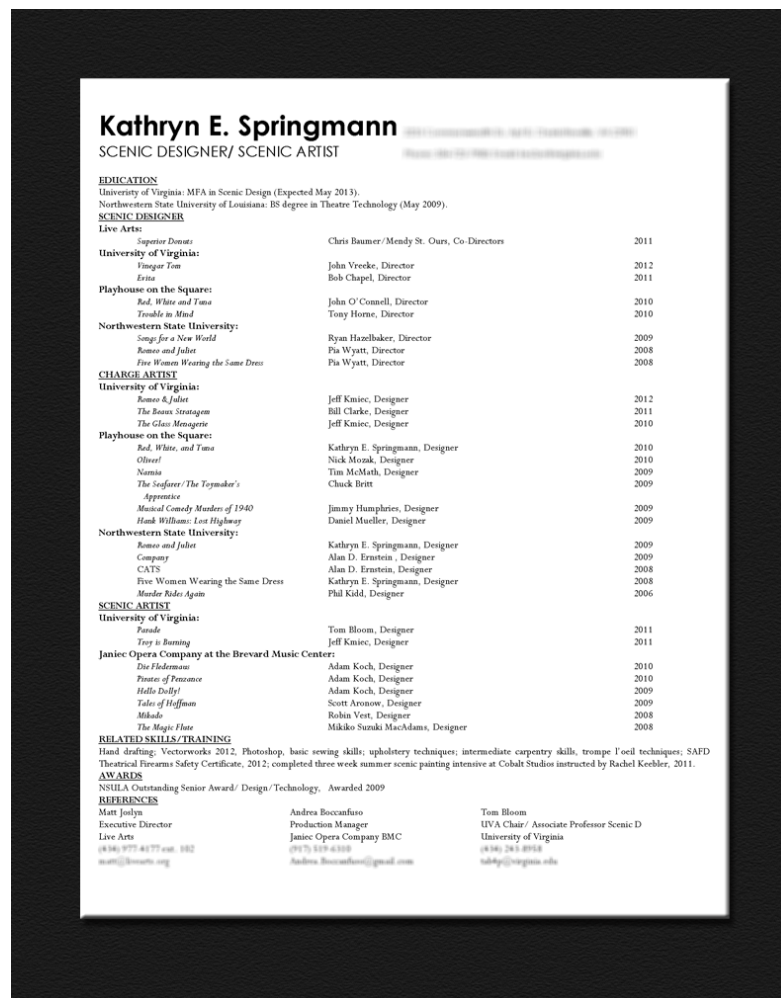 Kathryn E. Springmann
SCENIC DESIGNER/ SCENIC ARTIST
EDUCATION
Univeristy of Virginia: MFA in Scenic Design (Expected May 2013).
Northwestern State University of Louisiana: BS degree in Theatre Technology (May 2009).
SCENIC DESIGNER
Live Arts:
Superior Donuts Chris Baumer/Mendy St. Ours, Co-Directors 2011
University of Virginia:
Vinegar Tom John Vreeke, Director 2012
Evita Bob Chapel, Director 2011
Playhouse on the Square:
Red, White and Tuna John O'Connell, Director 2010
Trouble in Mind Tony Horne, Director 2010
Northwestern State University:
Songs for a New World Ryan Hazelbaker, Director 2009
Romeo and Juliet Pia Wyatt, Director 2008
Five Women Wearing the Same Dress Pia Wyatt, Director 2008
CHARGE ARTIST
University of Virginia:
Romeo & Juliet Jeff Kmiec, Designer 2012
The Beaux Stratagem Bill Clarke, Designer 2011
The Glass Menagerie Jeff Kmiec, Designer 2010
Playhouse on the Square:
Red, White, and Tuna Kathryn E. Springmann, Designer 2010
Oliver! Nick Mozak, Designer 2010
Narnia Tim McMath, Designer 2009
The Seafarer/The Toymaker's Chuck Britt 2009
Apprentice
Musical Comedy Murders of 1940 Jimmy Humphries, Designer 2009
Hank Williams: Lost Highway Daniel Mueller, Designer 2009
Northwestern State University:
Romeo and Juliet Kathryn E. Springmann, Designer 2009
Company Alan D. Ernstein , Designer 2009
CATS Alan D. Ernstein, Designer 2008
Five Women Wearing the Same Dress Kathryn E. Springmann, Designer 2008
Murder Rides Again Phil Kidd, Designer 2006
SCENIC ARTIST
University of Virginia:
Parade Tom Bloom, Designer 2011
Troy is Burning Jeff Kmiec, Designer 2011
Janiec Opera Company at the Brevard Music Center:
Die Fledermaus Adam Koch, Designer 2010
Pirates of Penzance Adam Koch, Designer 2010
Hello Dolly! Adam Koch, Designer 2009
Tales of Hoffman Scott Aronow, Designer 2009
Mikado Robin Vest, Designer 2008
The Magic Flute Mikiko Suzuki MacAdams, Designer 2008
RELATED SKILLS/TRAINING
Hand drafting; Vectorworks 2012, Photoshop, basic sewing skills; upholstery techniques; intermediate carpentry skills, trompe l'oeil techniques; SAFD
Theatrical Firearms Safety Certificate, 2012; completed three week summer scenic painting intensive at Cobalt Studios instructed by Rachel Keebler, 2011.
AWARDS
NSULA Outstanding Senior Award/ Design/Technology, Awarded 2009
REFERENCES
Matt Joslyn Andrea Boccanfuso Tom Bloom
Executive Director Production Manager UVA Chair/ Associate Professor Scenic D
Live Arts Janiec Opera Company BMC University of Virginia